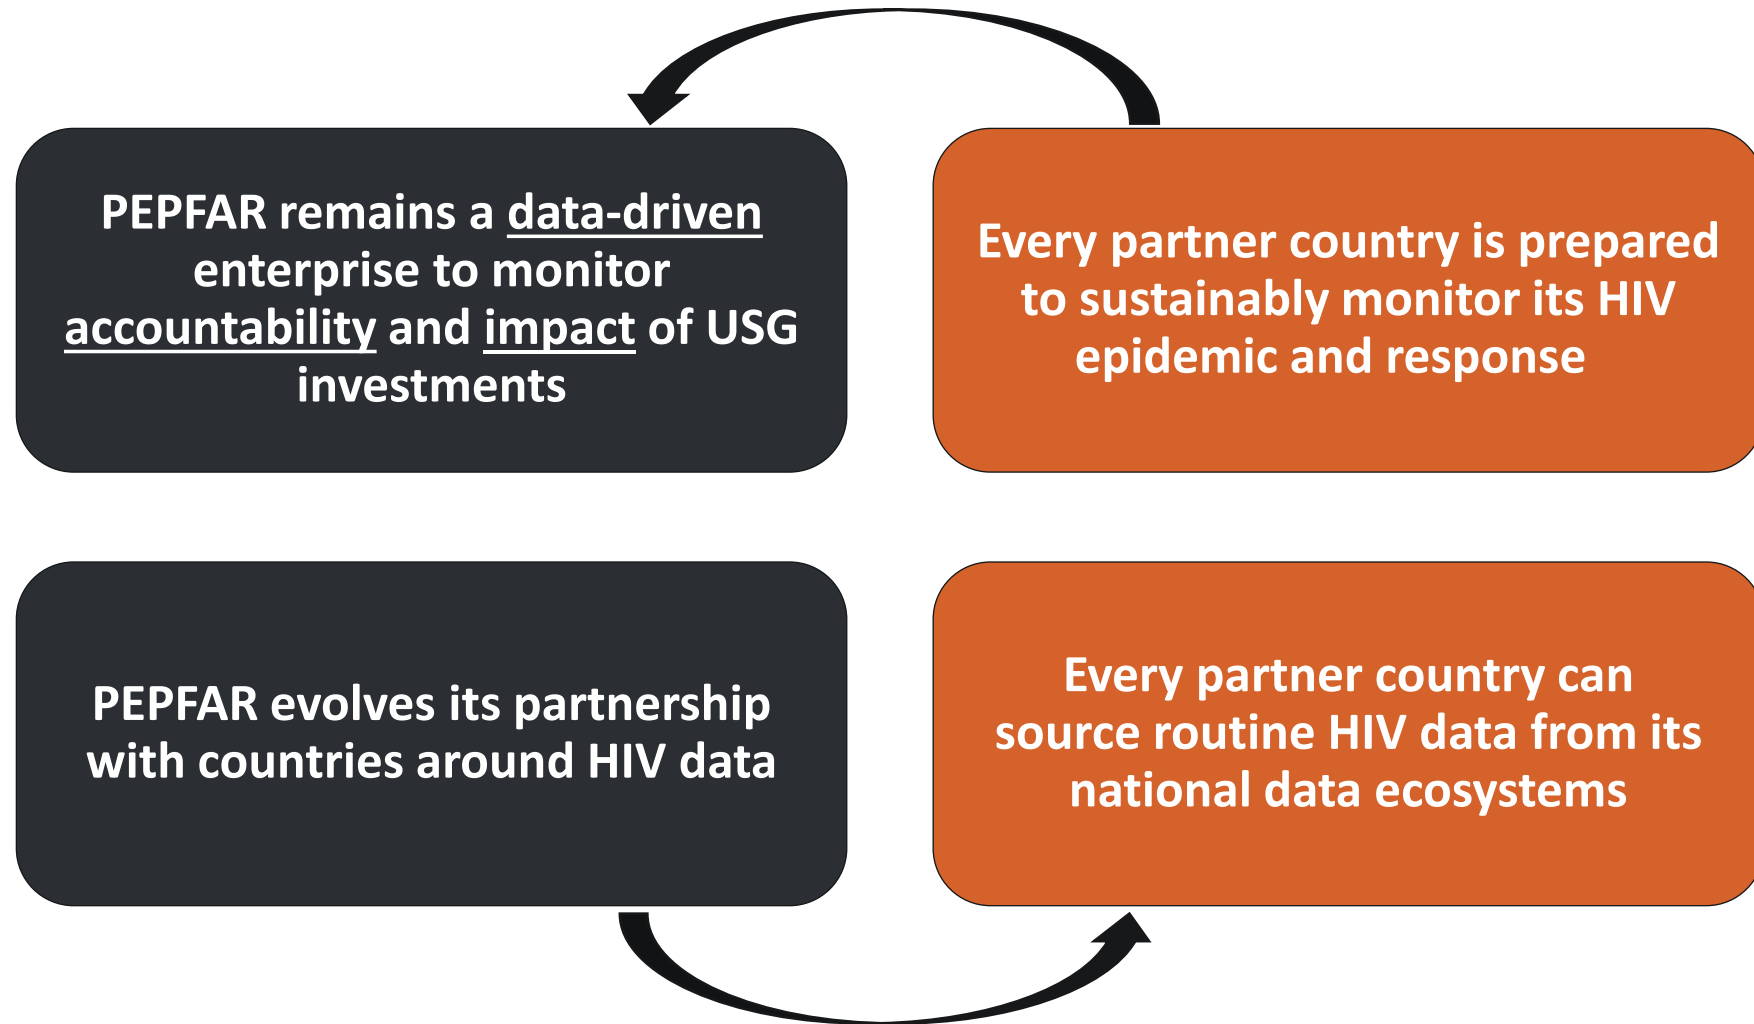 PEPFAR remains a data-driven
enterprise to monitor
accountability and impact of USG
investments
Every partner country is prepared
to sustainably monitor its HIV
epidemic and response
PEPFAR evolves its partnership
with countries around HIV data
Every partner country can
source routine HIV data from its
national data ecosystems